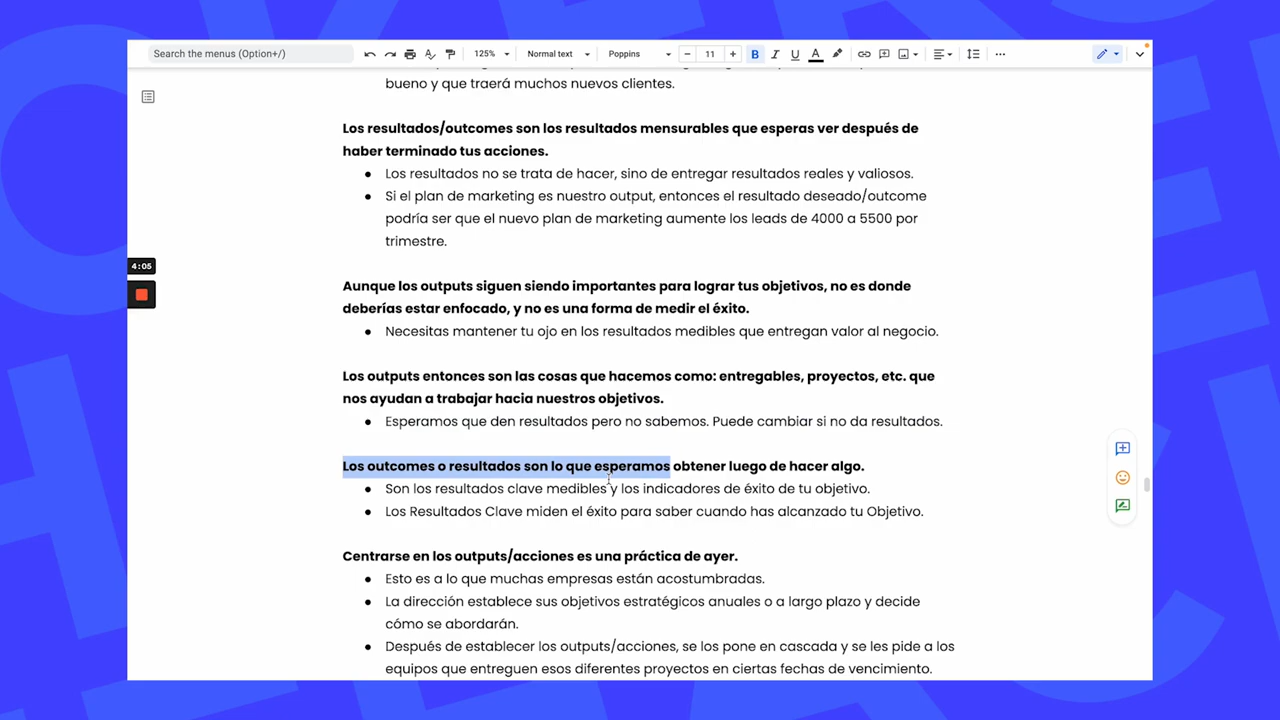 Search the menus (Option+/)
125%
Normal text
Poppins
− 11 +
B I U A
bueno y que traerá muchos nuevos clientes.
Los resultados/outcomes son los resultados mensurables que esperas ver después de
haber terminado tus acciones.
● Los resultados no se trata de hacer, sino de entregar resultados reales y valiosos.
● Si el plan de marketing es nuestro output, entonces el resultado deseado/outcome
podría ser que el nuevo plan de marketing aumente los leads de 4000 a 5500 por
trimestre.
4:05
Aunque los outputs siguen siendo importantes para lograr tus objetivos, no es donde
deberías estar enfocado, y no es una forma de medir el éxito.
● Necesitas mantener tu ojo en los resultados medibles que entregan valor al negocio.
Los outputs entonces son las cosas que hacemos como: entregables, proyectos, etc. que
nos ayudan a trabajar hacia nuestros objetivos.
● Esperamos que den resultados pero no sabemos. Puede cambiar si no da resultados.
Los outcomes o resultados son lo que esperamos obtener luego de hacer algo.
● Son los resultados clave medibles y los indicadores de éxito de tu objetivo.
● Los Resultados Clave miden el éxito para saber cuando has alcanzado tu Objetivo.
Centrarse en los outputs/acciones es una práctica de ayer.
● Esto es a lo que muchas empresas están acostumbradas.
● La dirección establece sus objetivos estratégicos anuales o a largo plazo y decide
cómo se abordarán.
● Después de establecer los outputs/acciones, se los pone en cascada y se les pide a los
equipos que entreguen esos diferentes proyectos en ciertas fechas de vencimiento.